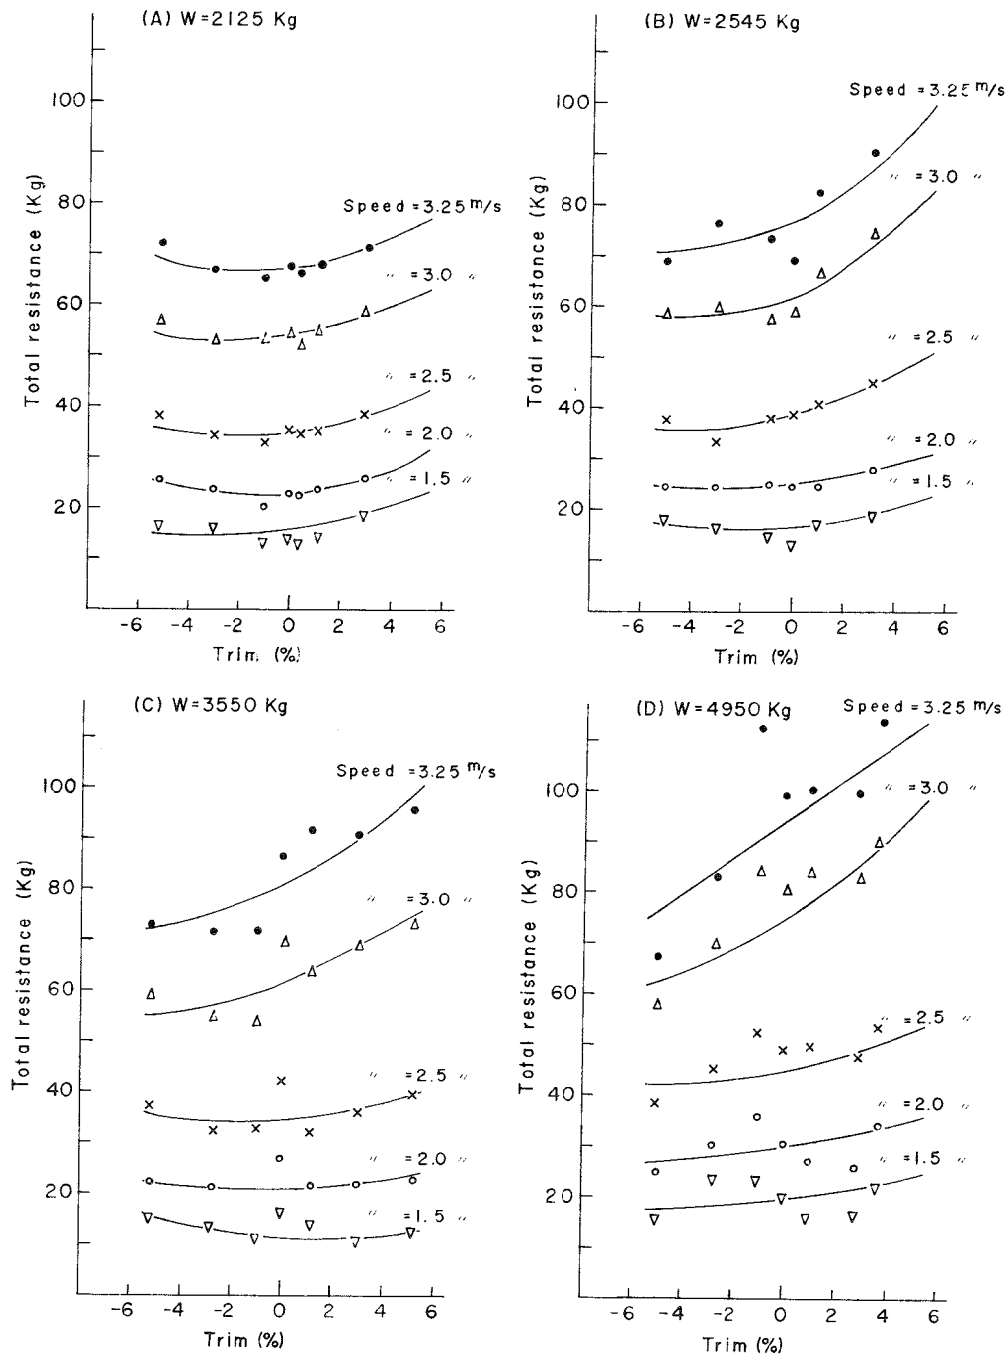 (A) W=2125 Kg
100
80
60
40
20
Total resistance (Kg)
Speed=3.25 m/s
〃 =3.0 〃
〃 =2.5 〃
〃 =2.0 〃
〃 =1.5 〃
-6 -4 -2 0 2 4 6
Trim (%)
(B) W=2545 Kg
100
80
60
40
20
Total resistance (Kg)
Speed=3.25 m/s
〃 =3.0 〃
〃 =2.5 〃
〃 =2.0 〃
〃 =1.5 〃
-6 -4 -2 0 2 4 6
Trim (%)
(C) W=3550 Kg
100
80
60
40
20
Total resistance (Kg)
Speed=3.25 m/s
〃 =3.0 〃
〃 =2.5 〃
〃 =2.0 〃
〃 =1.5 〃
-6 -4 -2 0 2 4 6
Trim (%)
(D) W=4950 Kg
100
80
60
40
20
Total resistance (Kg)
Speed=3.25 m/s
〃 =3.0 〃
〃 =2.5 〃
〃 =2.0 〃
〃 =1.5 〃
-6 -4 -2 0 2 4 6
Trim (%)